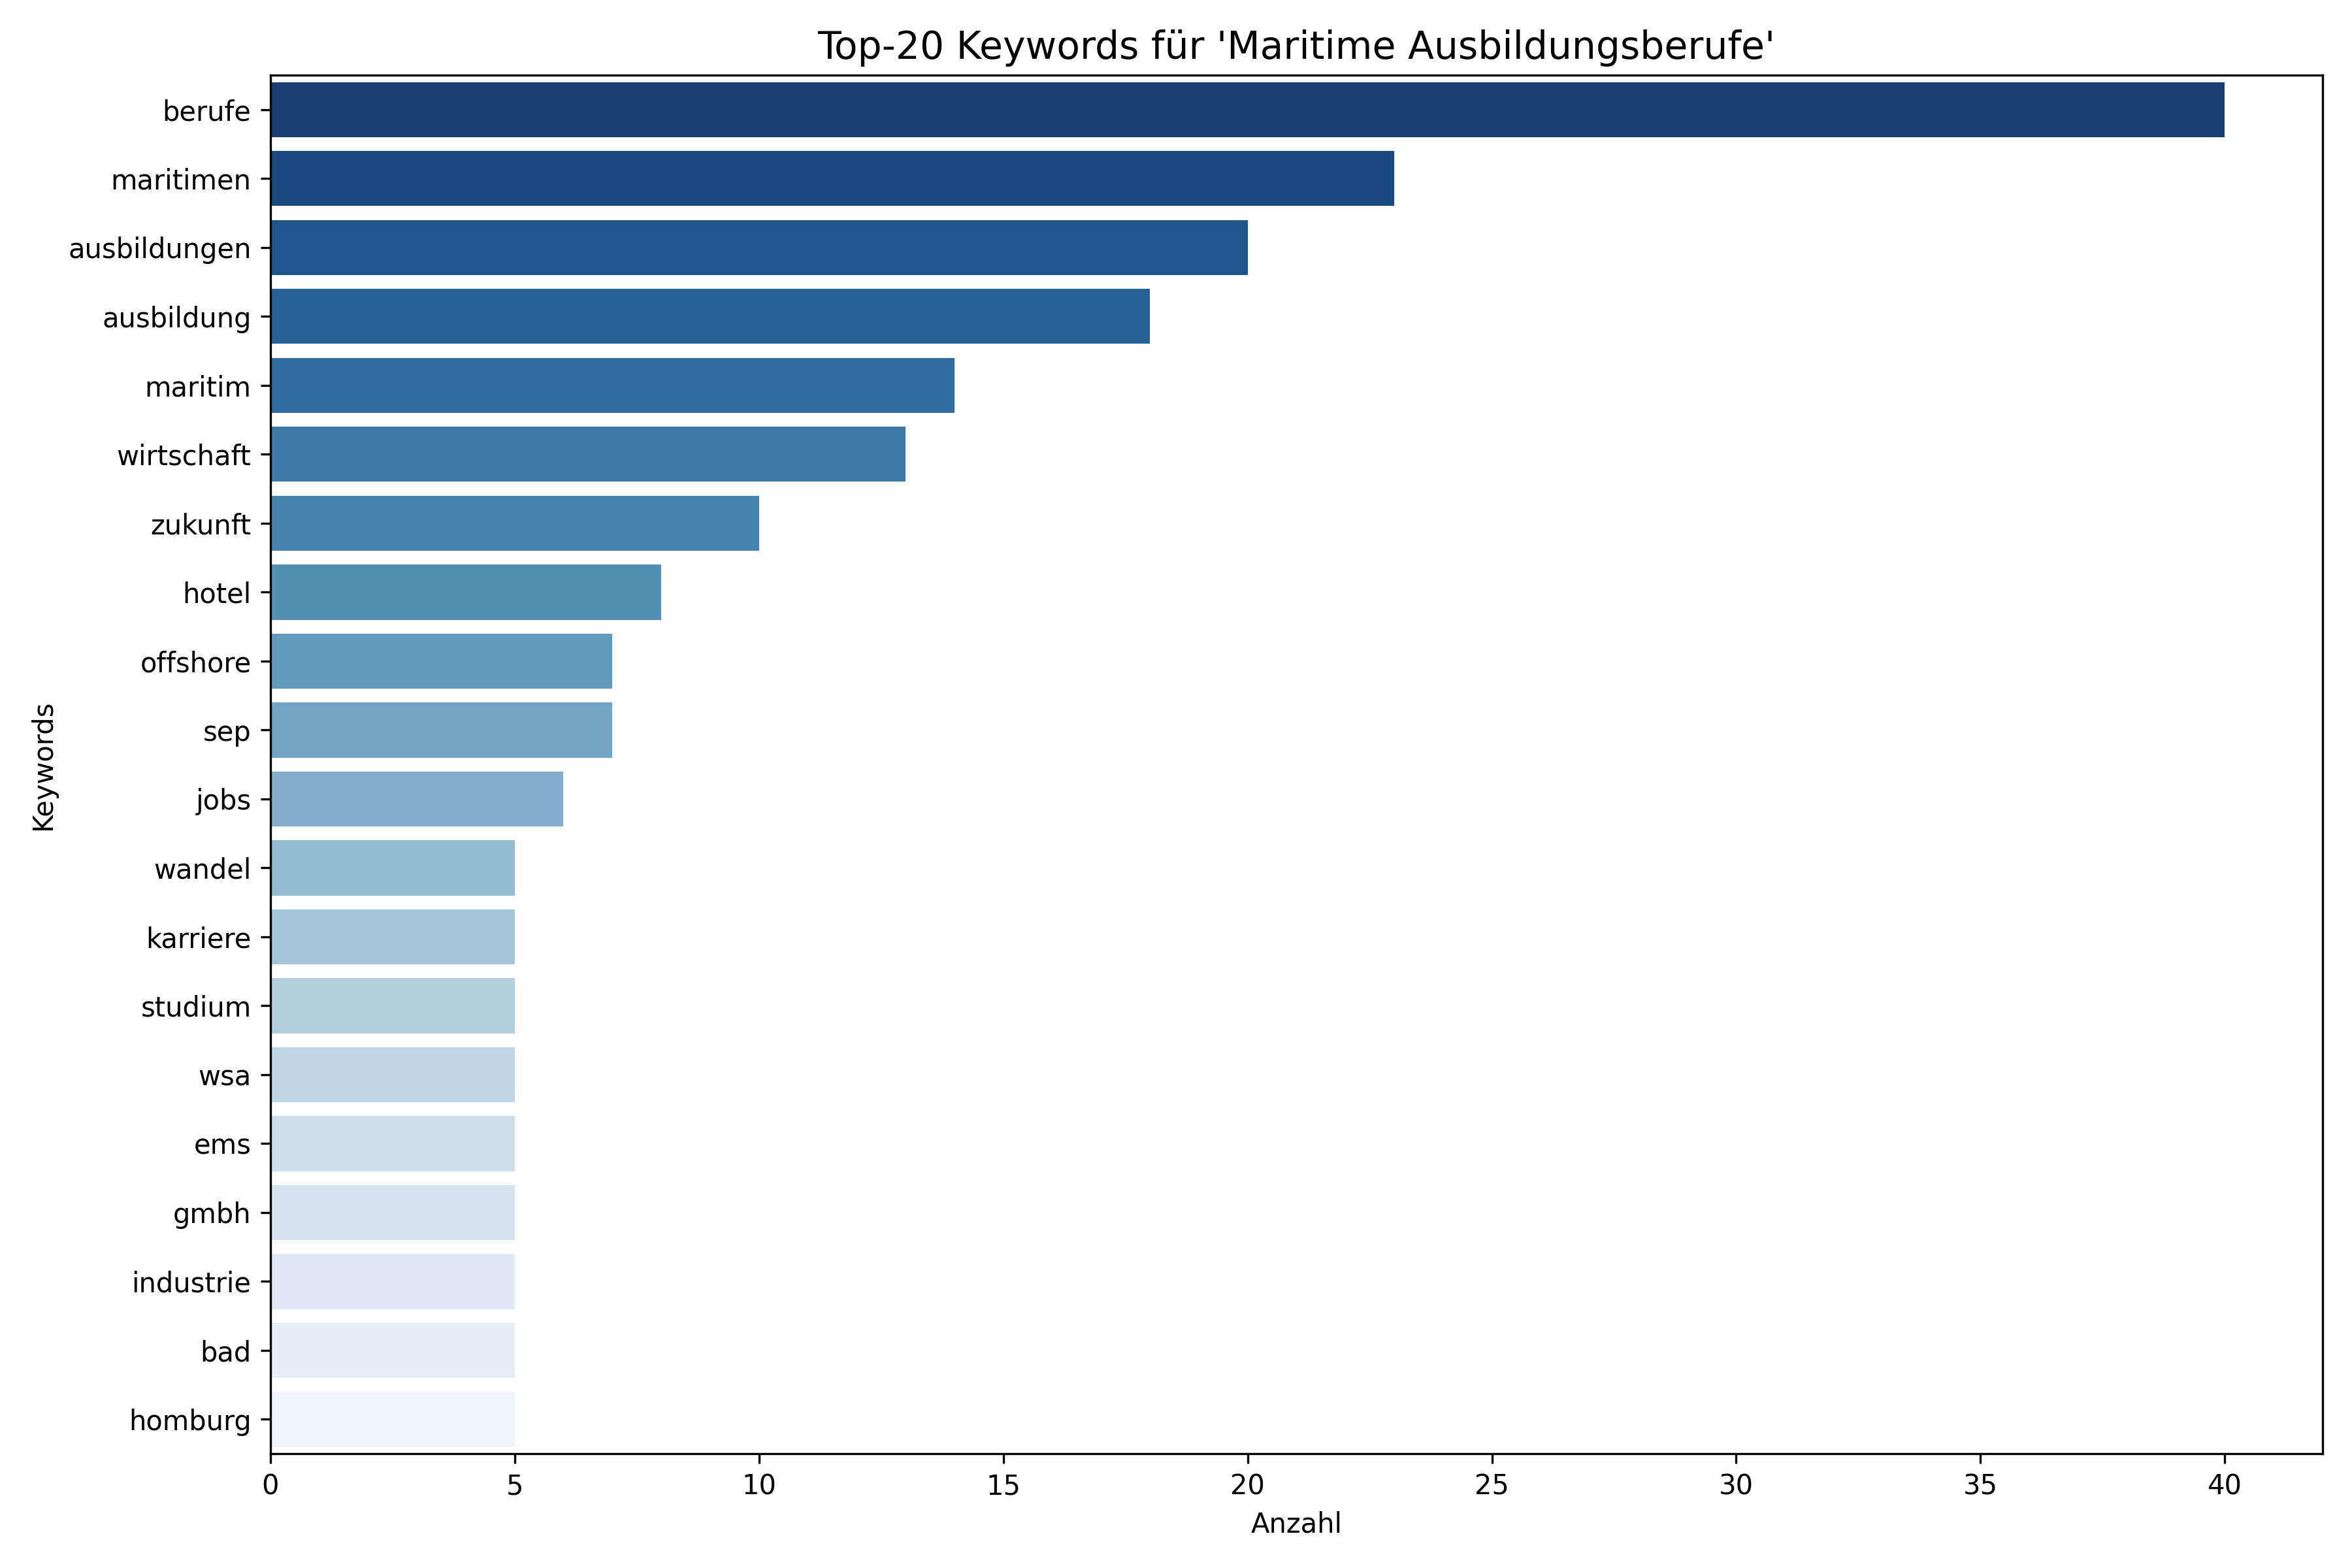 Top-20 Keywords für 'Maritime Ausbildungsberufe'
berufe
maritimen
ausbildungen
ausbildung
maritim
wirtschaft
zukunft
hotel
offshore
sep
jobs
wandel
karriere
studium
wsa
ems
gmbh
industrie
bad
homburg
Keywords
0 5 10 15 20 25 30 35 40
Anzahl